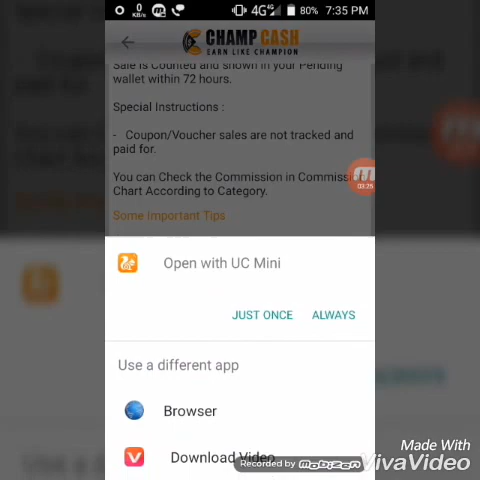 0
KB/s
4G
80%
7:35 PM
CHAMP CASH
EARN LIKE CHAMPION
Sale is Counted and shown in your Pending
wallet within 72 hours.
Special Instructions :
- Coupon/Voucher sales are not tracked and
paid for.
You can Check the Commission in Commission
Chart According to Category.
03:25
Some Important Tips
Open with UC Mini
JUST ONCE
ALWAYS
Use a different app
Browser
Download Video
Recorded by mobizen
Made With
VivaVideo